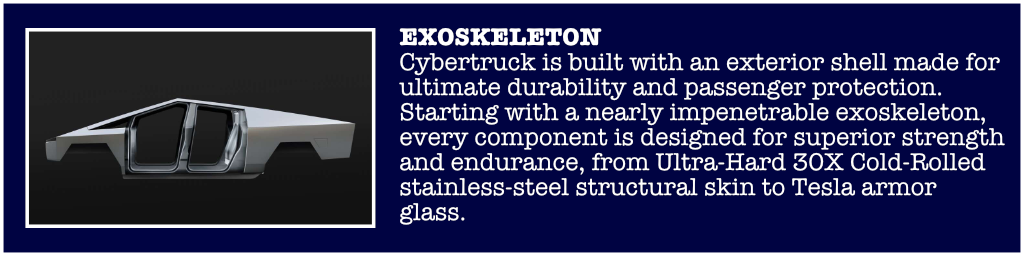 EXOSKELETON
Cybertruck is built with an exterior shell made for
ultimate durability and passenger protection.
Starting with a nearly impenetrable exoskeleton,
every component is designed for superior strength
and endurance, from Ultra-Hard 30X Cold-Rolled
stainless-steel structural skin to Tesla armor
glass.